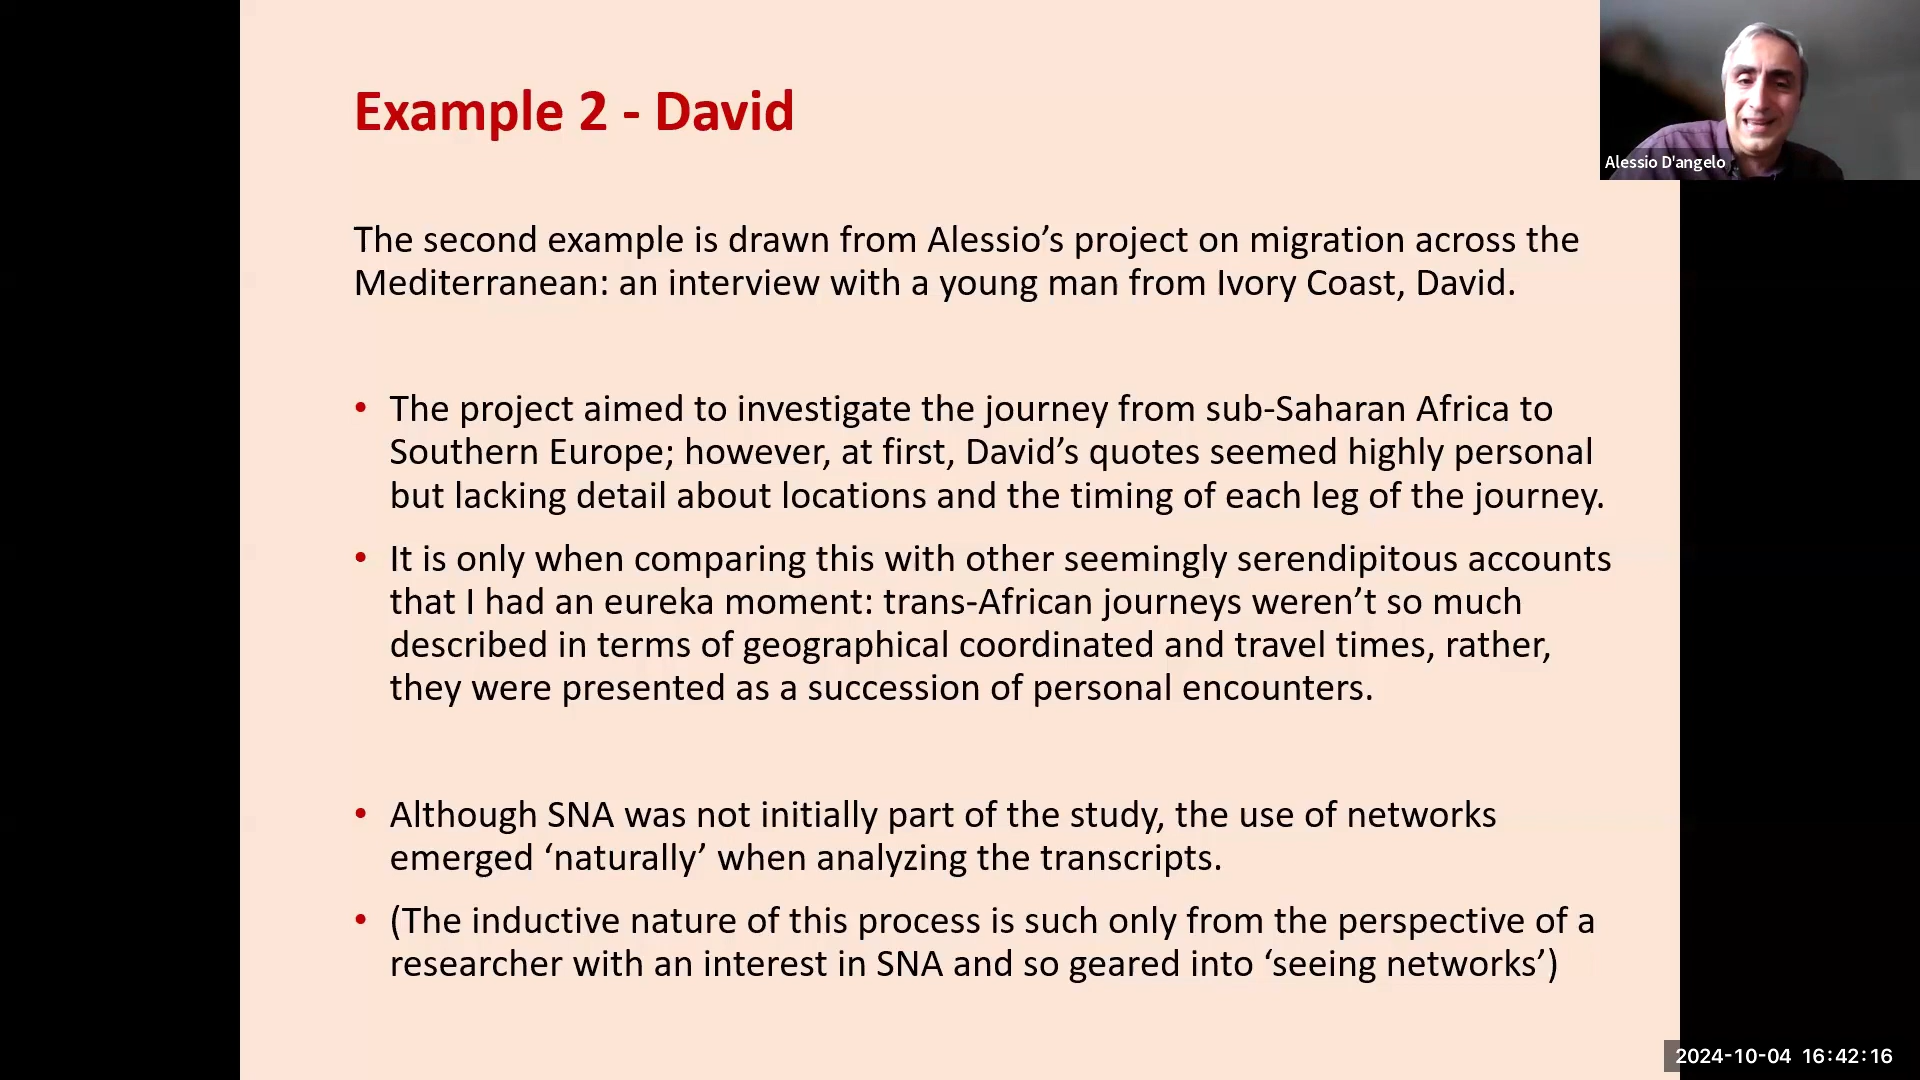 Example 2 - David
Alessio D'angelo
The second example is drawn from Alessio’s project on migration across the
Mediterranean: an interview with a young man from Ivory Coast, David.
• The project aimed to investigate the journey from sub-Saharan Africa to
Southern Europe; however, at first, David’s quotes seemed highly personal
but lacking detail about locations and the timing of each leg of the journey.
• It is only when comparing this with other seemingly serendipitous accounts
that I had an eureka moment: trans-African journeys weren’t so much
described in terms of geographical coordinated and travel times, rather,
they were presented as a succession of personal encounters.
• Although SNA was not initially part of the study, the use of networks
emerged ‘naturally’ when analyzing the transcripts.
• (The inductive nature of this process is such only from the perspective of a
researcher with an interest in SNA and so geared into ‘seeing networks’)
2024-10-04 16:42:16